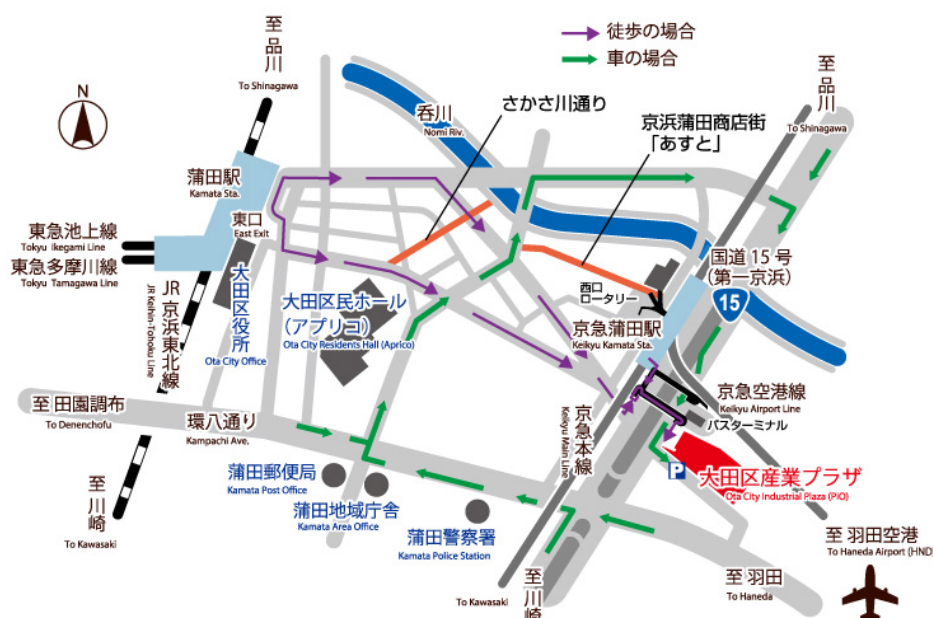 徒歩の場合
車の場合
至 品川
To Shinagawa
至 品川
To Shinagawa
N
呑川
Nomi Riv.
さかさ川通り
京浜蒲田商店街
「あすと」
蒲田駅
Kamata Sta.
東口
East Exit
東急池上線
Tokyu Ikegami Line
東急多摩川線
Tokyu Tamagawa Line
JR 京浜東北線
JR Keihin-Tohoku Line
大田区役所
Ota City Office
大田区民ホール
（アプリコ）
Ota City Residents Hall (Aprico)
西口
ロータリー
京急蒲田駅
Keikyu Kamata Sta.
国道 15 号
（第一京浜）
15
京急空港線
Keikyu Airport Line
バスターミナル
京急本線
Keikyu Main Line
至 田園調布
To Denenchofu
環八通り
Kampachi Ave.
P
大田区産業プラザ
Ota City Industrial Plaza (PiO)
蒲田郵便局
Kamata Post Office
蒲田地域庁舎
Kamata Area Office
蒲田警察署
Kamata Police Station
至 川崎
To Kawasaki
至 川崎
To Kawasaki
至 羽田
To Haneda
至 羽田空港
To Haneda Airport (HND)